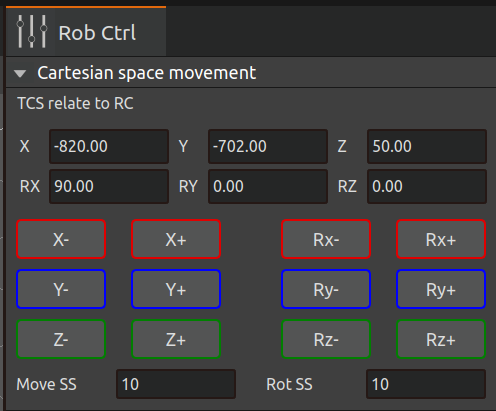 Rob Ctrl
Cartesian space movement
TCS relate to RC
X -820.00 Y -702.00 Z 50.00
RX 90.00 RY 0.00 RZ 0.00
X- X+ Rx- Rx+
Y- Y+ Ry- Ry+
Z- Z+ Rz- Rz+
Move SS 10 Rot SS 10